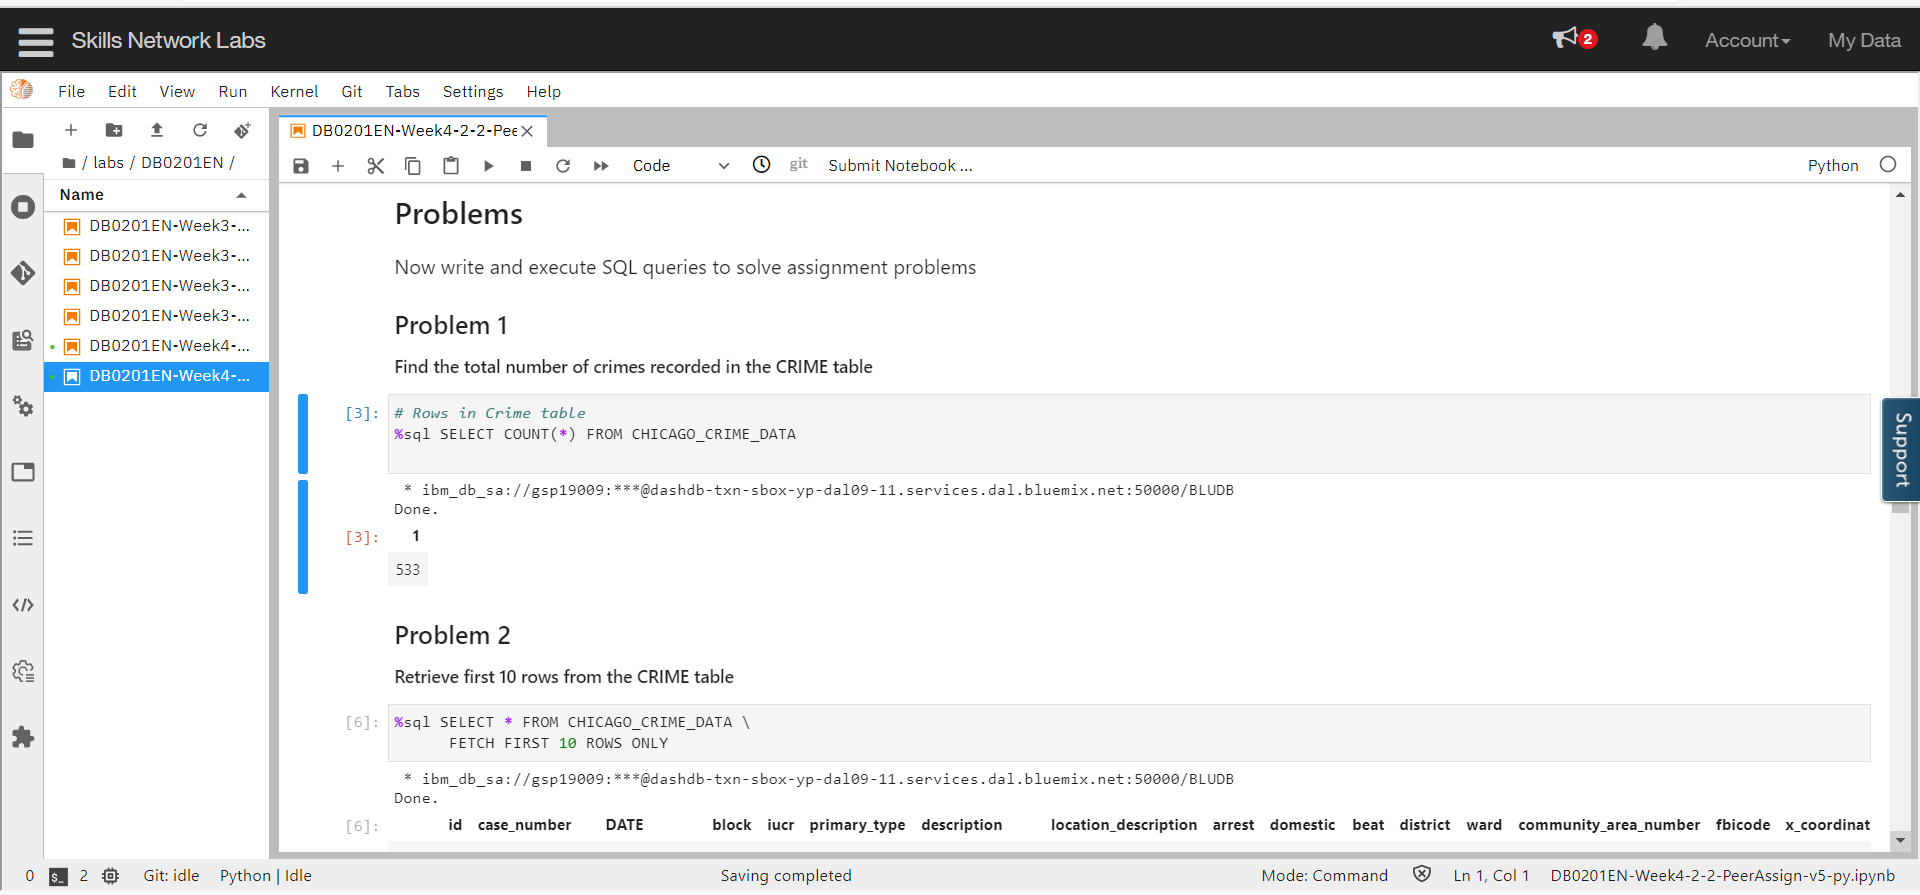 Skills Network Labs
2
Account
My Data
File Edit View Run Kernel Git Tabs Settings Help
DB0201EN-Week4-2-2-Pee
/ labs / DB0201EN /
Code
git
Submit Notebook ...
Python
Name
DB0201EN-Week3-...
DB0201EN-Week3-...
DB0201EN-Week3-...
DB0201EN-Week3-...
DB0201EN-Week4-...
DB0201EN-Week4-...
Problems
Now write and execute SQL queries to solve assignment problems
Problem 1
Find the total number of crimes recorded in the CRIME table
[3]: # Rows in Crime table
%sql SELECT COUNT(*) FROM CHICAGO_CRIME_DATA
* ibm_db_sa://gsp19009:***@dashdb-txn-sbox-yp-dal09-11.services.dal.bluemix.net:50000/BLUDB
Done.
[3]: 1
533
Problem 2
Retrieve first 10 rows from the CRIME table
[6]: %sql SELECT * FROM CHICAGO_CRIME_DATA \
FETCH FIRST 10 ROWS ONLY
* ibm_db_sa://gsp19009:***@dashdb-txn-sbox-yp-dal09-11.services.dal.bluemix.net:50000/BLUDB
Done.
[6]: id case_number DATE block iucr primary_type description location_description arrest domestic beat district ward community_area_number fbicode x_coordinat
Support
0 $_ 2 Git: idle Python | Idle Saving completed Mode: Command Ln 1, Col 1 DB0201EN-Week4-2-2-PeerAssign-v5-py.ipynb